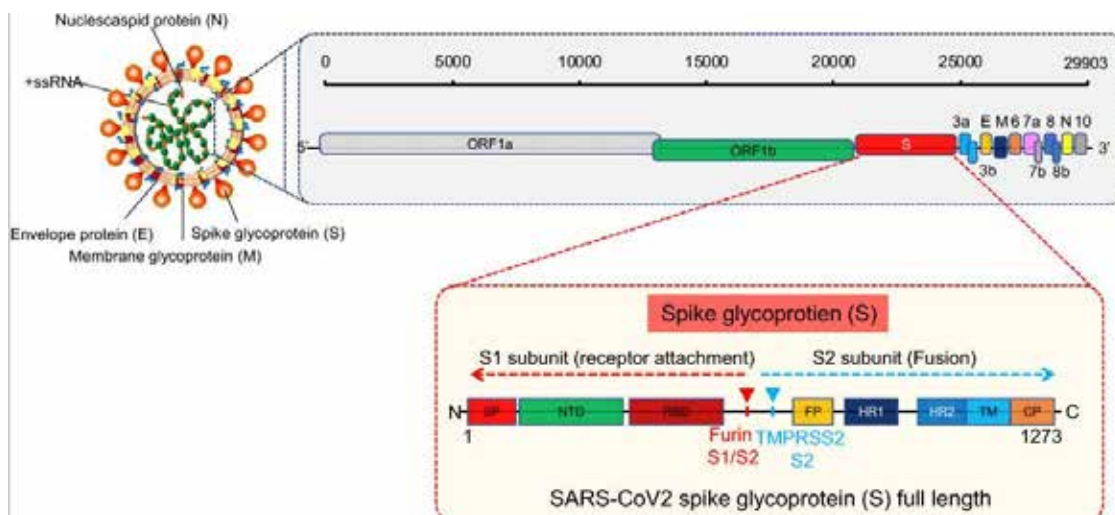 Nuclescaspid protein (N)
+ssRNA
Envelope protein (E)
Spike glycoprotein (S)
Membrane glycoprotein (M)
0 5000 10000 15000 20000 25000 29903
3a E M 6 7a 8 N 10
5′ ORF1a ORF1b S 3′
3b 7b 8b
Spike glycoprotien (S)
S1 subunit (receptor attachment) S2 subunit (Fusion)
N SP NTD RBD FP HR1 HR2 TM CP C
1 Furin TMPRSS2 1273
S1/S2 S2
SARS-CoV2 spike glycoprotein (S) full length